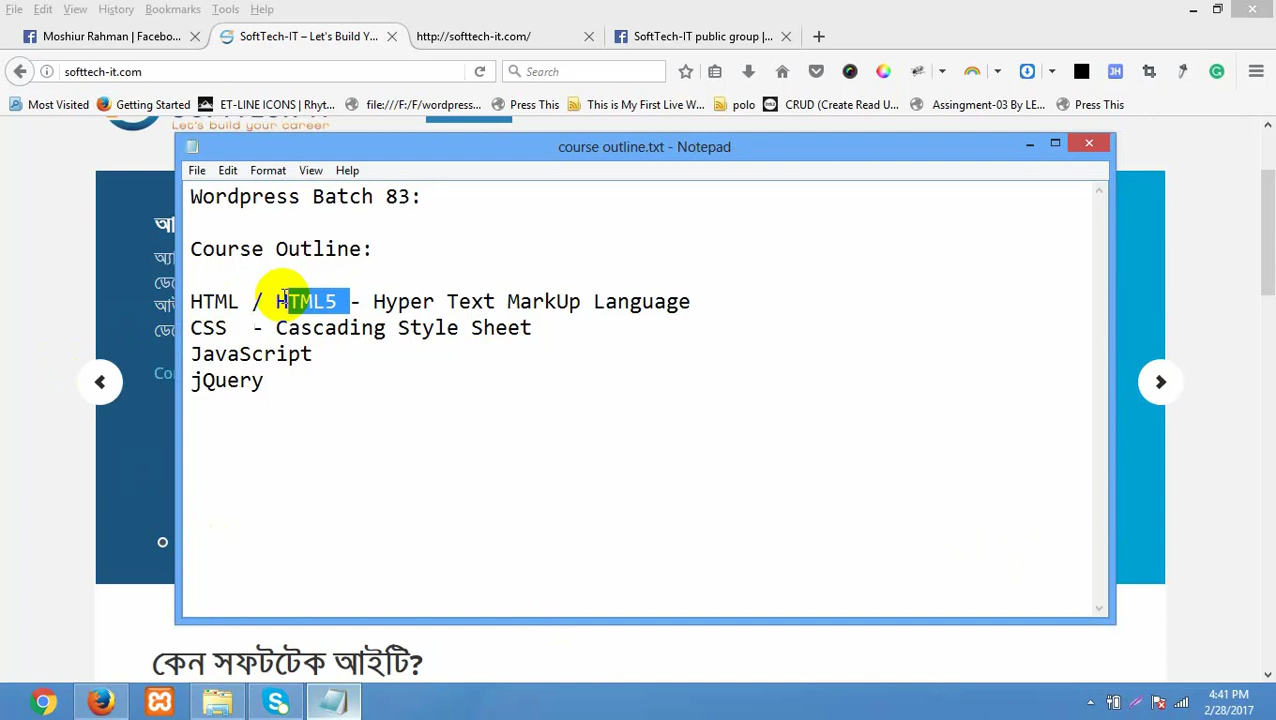 File Edit View History Bookmarks Tools Help
Moshiur Rahman | Facebo... SoftTech-IT – Let's Build Y... http://softtech-it.com/ SoftTech-IT public group |...
softtech-it.com Search
Most Visited Getting Started ET-LINE ICONS | Rhyt... file:///F:/F/wordpress... Press This This is My First Live W... polo CRUD (Create Read U... Assingment-03 By LE... Press This
Let's build your career
course outline.txt - Notepad
File Edit Format View Help
Wordpress Batch 83:
Course Outline:
HTML / HTML5 - Hyper Text MarkUp Language
CSS - Cascading Style Sheet
JavaScript
jQuery
কেন সফটটেক আইটি?
4:41 PM
2/28/2017